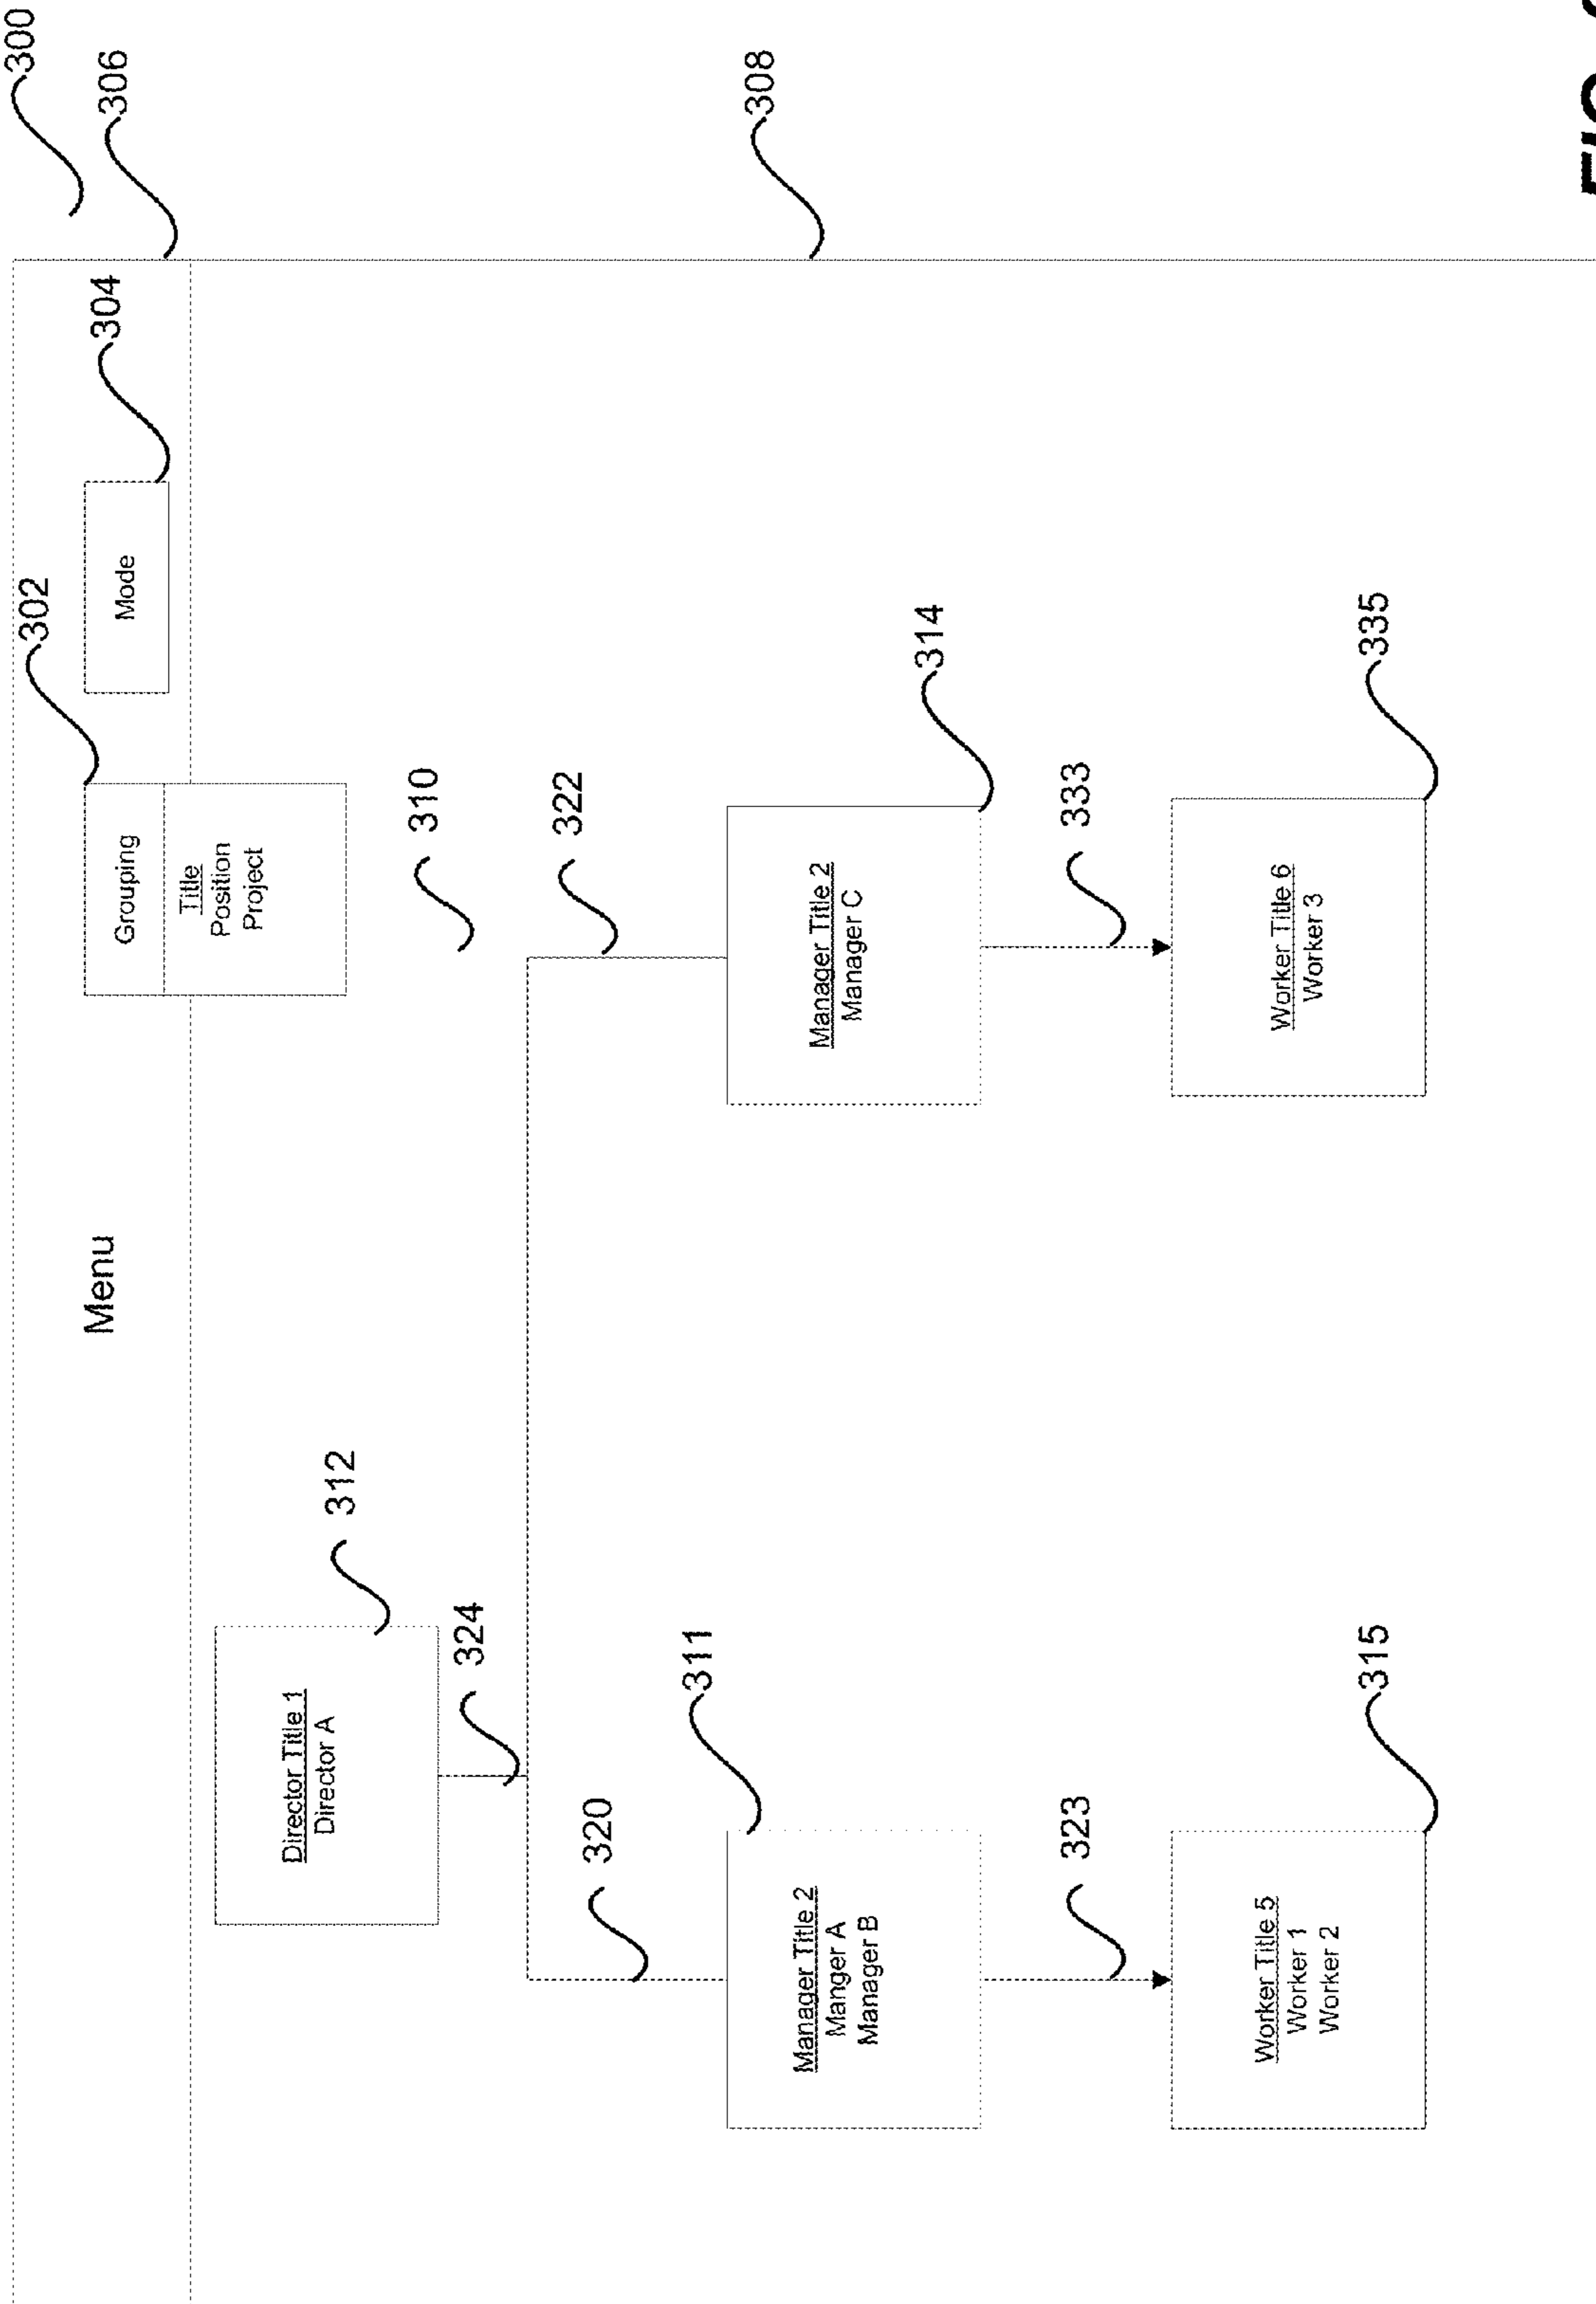 300
306
Menu
302
304
Grouping
Mode
Title
Position
Project
312
Director Title 1
Director A
310
324
322
320
308
311
314
Manager Title 2
Manger A
Manager B
Manager Title 2
Manager C
323
333
Worker Title 5
Worker 1
Worker 2
315
Worker Title 6
Worker 3
335
FIG.